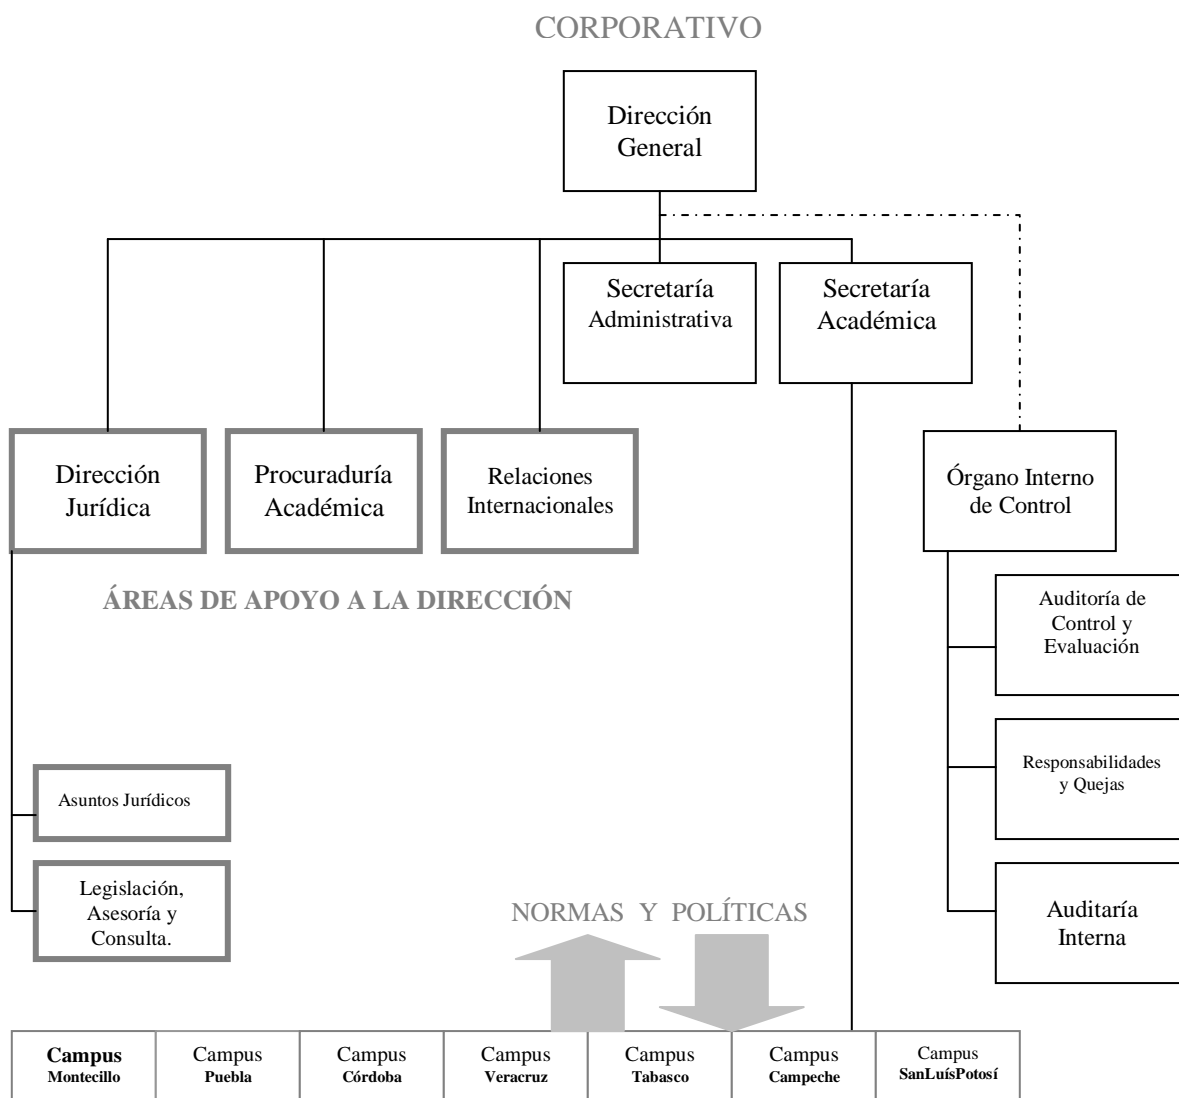 CORPORATIVO
Dirección
General
Secretaría
Administrativa
Secretaría
Académica
Dirección
Jurídica
Procuraduría
Académica
Relaciones
Internacionales
Órgano Interno
de Control
ÁREAS DE APOYO A LA DIRECCIÓN
Auditoría de
Control y
Evaluación
Responsabilidades
y Quejas
Asuntos Jurídicos
Legislación,
Asesoría y
Consulta.
Auditaría
Interna
NORMAS Y POLÍTICAS
Campus
Montecillo
Campus
Puebla
Campus
Córdoba
Campus
Veracruz
Campus
Tabasco
Campus
Campeche
Campus
SanLuísPotosí